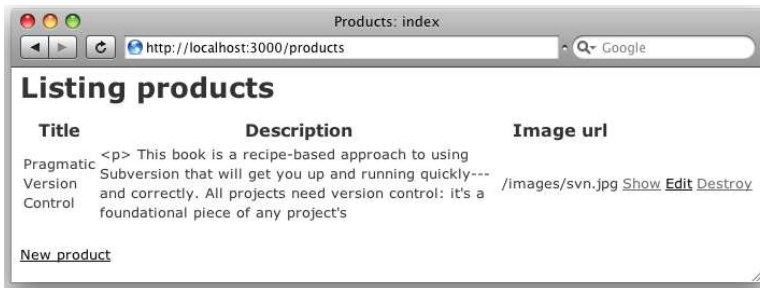 Products: index
http://localhost:3000/products
Google
Listing products
Title Description Image url
Pragmatic Version Control
<p> This book is a recipe-based approach to using
Subversion that will get you up and running quickly---
and correctly. All projects need version control: it's a
foundational piece of any project's
/images/svn.jpg Show Edit Destroy
New product